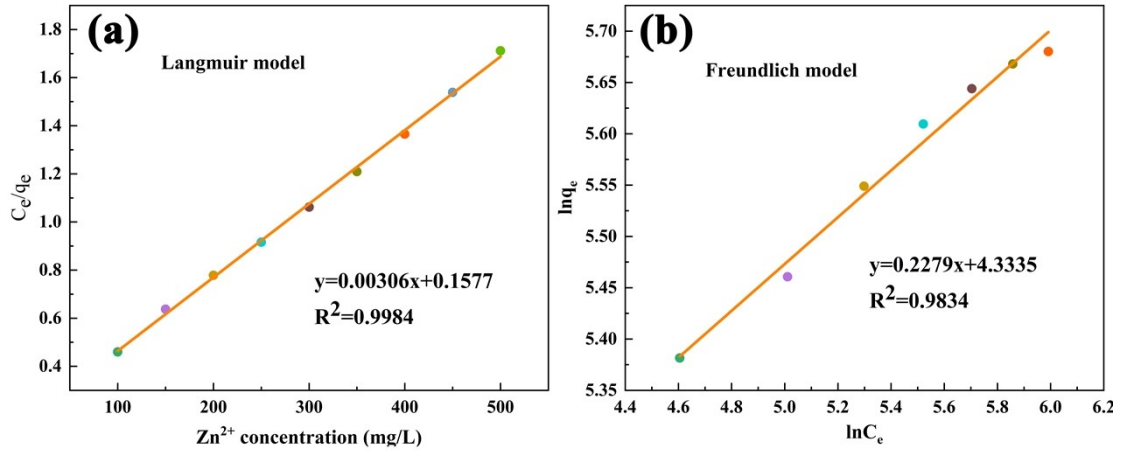 (a)
Langmuir model
C_e/q_e
1.8
1.6
1.4
1.2
1.0
0.8
0.6
0.4
y=0.00306x+0.1577
R²=0.9984
100 200 300 400 500
Zn²⁺ concentration (mg/L)
(b)
Freundlich model
lnq_e
5.70
5.65
5.60
5.55
5.50
5.45
5.40
5.35
y=0.2279x+4.3335
R²=0.9834
4.4 4.6 4.8 5.0 5.2 5.4 5.6 5.8 6.0 6.2
lnC_e